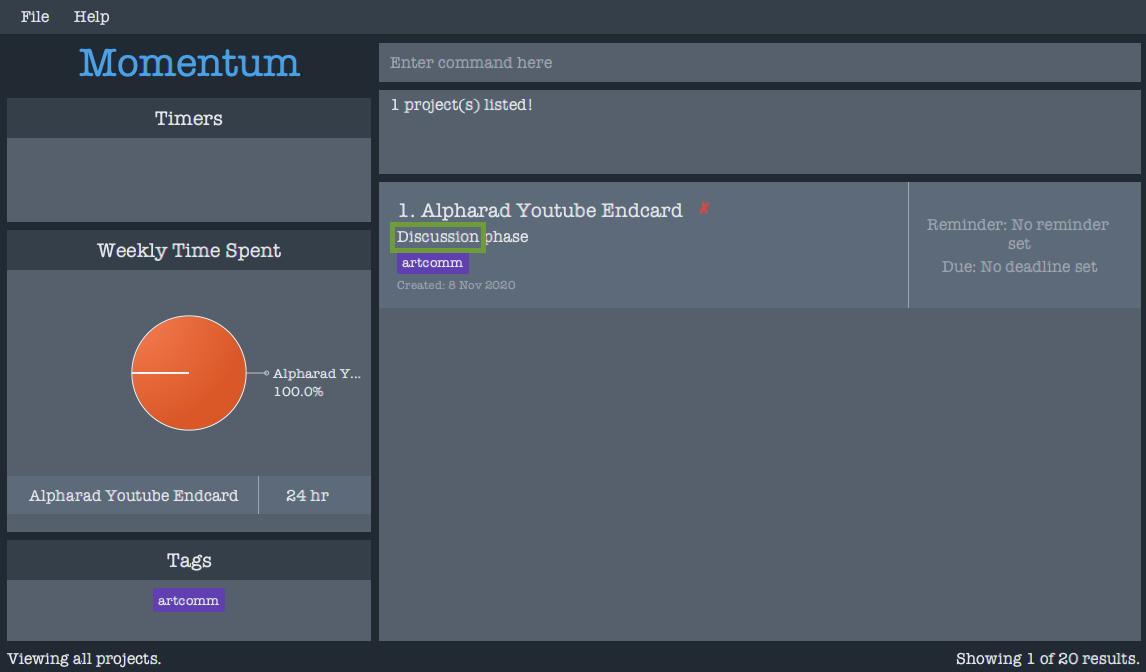 File Help
Momentum
Enter command here
1 project(s) listed!
Timers
Weekly Time Spent
Alpharad Y...
100.0%
Alpharad Youtube Endcard 24 hr
Tags
artcomm
1. Alpharad Youtube Endcard ✗
Discussion phase
artcomm
Created: 8 Nov 2020
Reminder: No reminder
set
Due: No deadline set
Viewing all projects.
Showing 1 of 20 results.